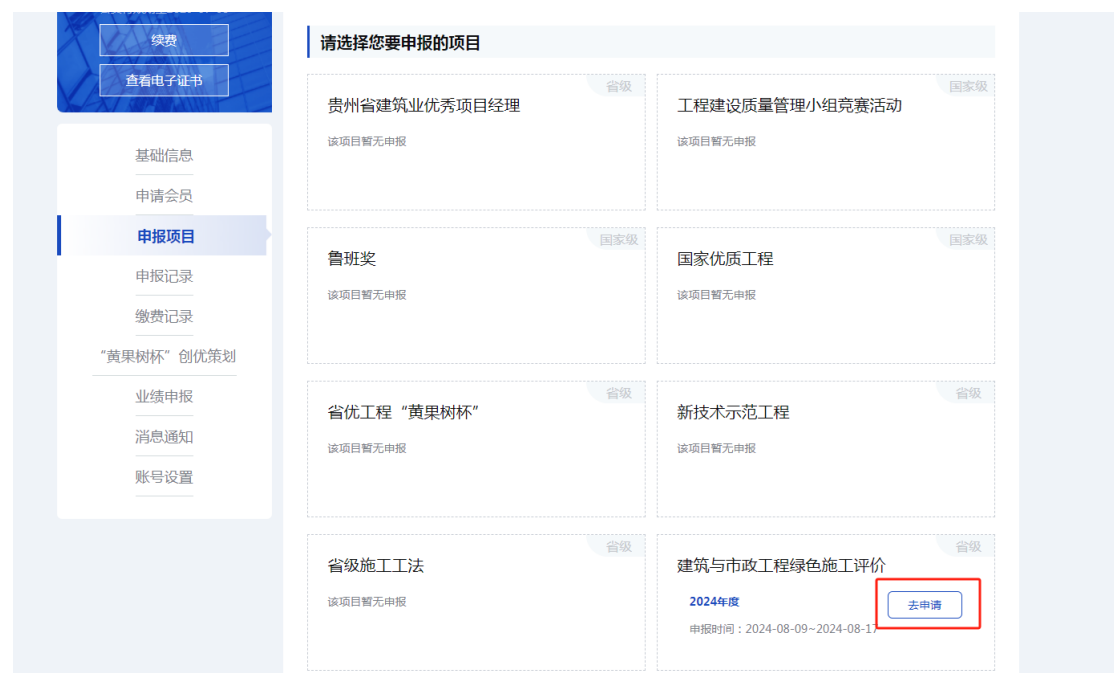 续费
查看电子证书
基础信息
申请会员
申报项目
申报记录
缴费记录
“黄果树杯”创优策划
业绩申报
消息通知
账号设置
请选择您要申报的项目
省级
贵州省建筑业优秀项目经理
该项目暂无申报
国家级
工程建设质量管理小组竞赛活动
该项目暂无申报
国家级
鲁班奖
该项目暂无申报
国家级
国家优质工程
该项目暂无申报
省级
省优工程“黄果树杯”
该项目暂无申报
省级
新技术示范工程
该项目暂无申报
省级
省级施工工法
该项目暂无申报
省级
建筑与市政工程绿色施工评价
2024年度
去申请
申报时间：2024-08-09~2024-08-17